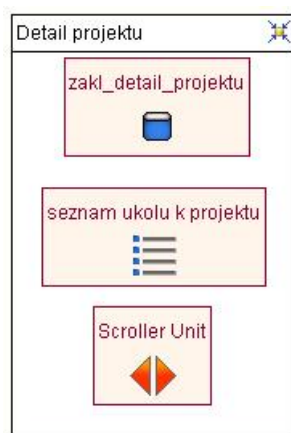 Detail projektu
zakl_detail_projektu
seznam ukolu k projektu
Scroller Unit